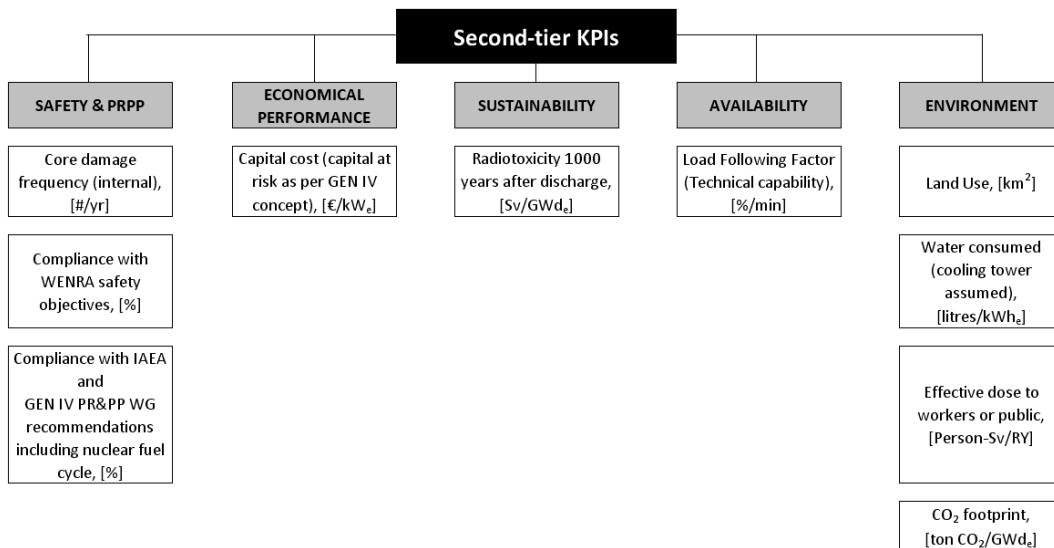 Second-tier KPIs
SAFETY & PRPP
Core damage
frequency (internal),
[#/yr]
Compliance with
WENRA safety
objectives, [%]
Compliance with IAEA
and
GEN IV PR&PP WG
recommendations
including nuclear fuel
cycle, [%]
ECONOMICAL
PERFORMANCE
Capital cost (capital at
risk as per GEN IV
concept), [€/kWₑ]
SUSTAINABILITY
Radiotoxicity 1000
years after discharge,
[Sv/GWdₑ]
AVAILABILITY
Load Following Factor
(Technical capability),
[%/min]
ENVIRONMENT
Land Use, [km²]
Water consumed
(cooling tower
assumed),
[litres/kWhₑ]
Effective dose to
workers or public,
[Person-Sv/RY]
CO₂ footprint,
[ton CO₂/GWdₑ]